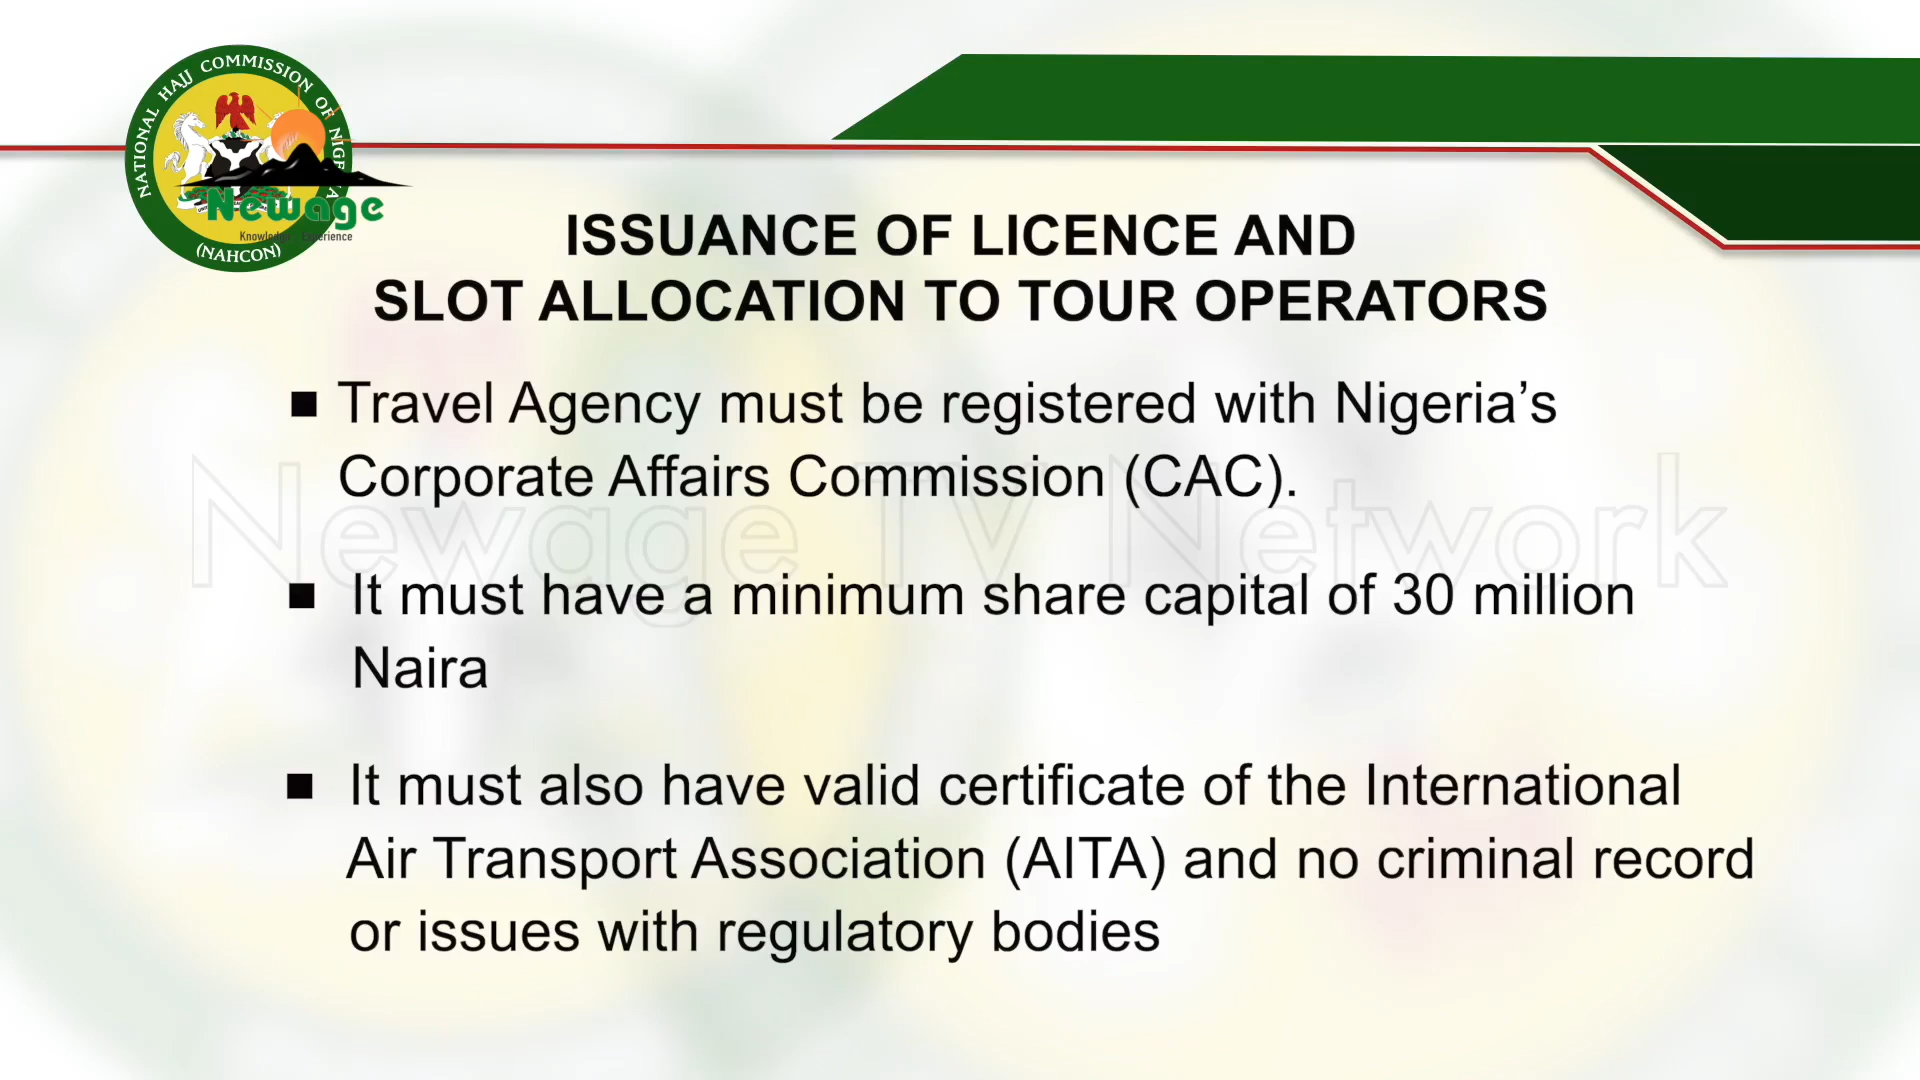 NATIONAL HAJJ COMMISSION OF NIGERIA
(NAHCON)
Newage
ISSUANCE OF LICENCE AND
SLOT ALLOCATION TO TOUR OPERATORS
■ Travel Agency must be registered with Nigeria’s
Corporate Affairs Commission (CAC).
Newage TV Network
■ It must have a minimum share capital of 30 million
Naira
■ It must also have valid certificate of the International
Air Transport Association (AITA) and no criminal record
or issues with regulatory bodies